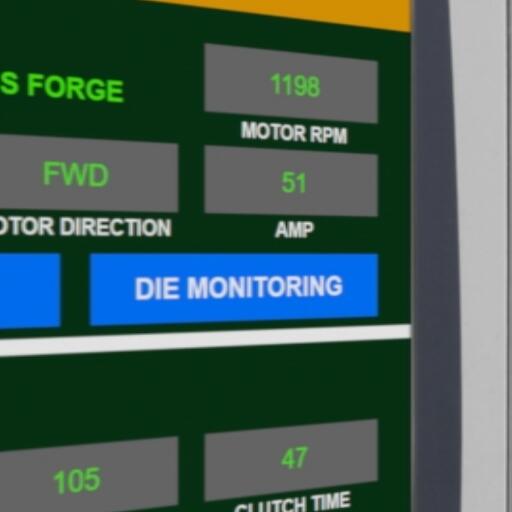 S FORGE
1198
MOTOR RPM
FWD
51
OTOR DIRECTION
AMP
DIE MONITORING
105
47
CLUTCH TIME